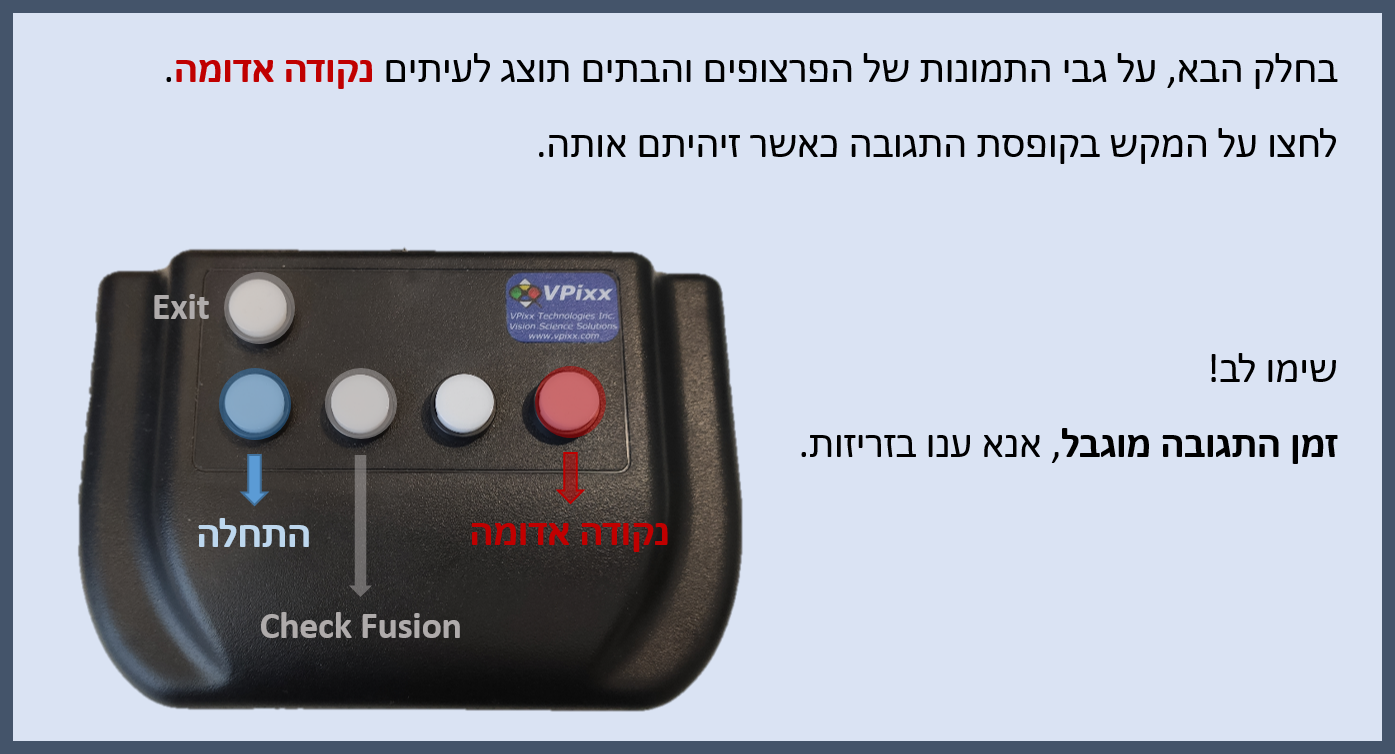 בחלק הבא, על גבי התמונות של הפרצופים והבתים תוצג לעיתים נקודה אדומה.
לחצו על המקש בקופסת התגובה כאשר זיהיתם אותה.
שימו לב!
זמן התגובה מוגבל, אנא ענו בזריזות.
Exit
VPixx
VPixx Technologies Inc.
Vision Science Solutions
www.vpixx.com
נקודה אדומה
התחלה
Check Fusion